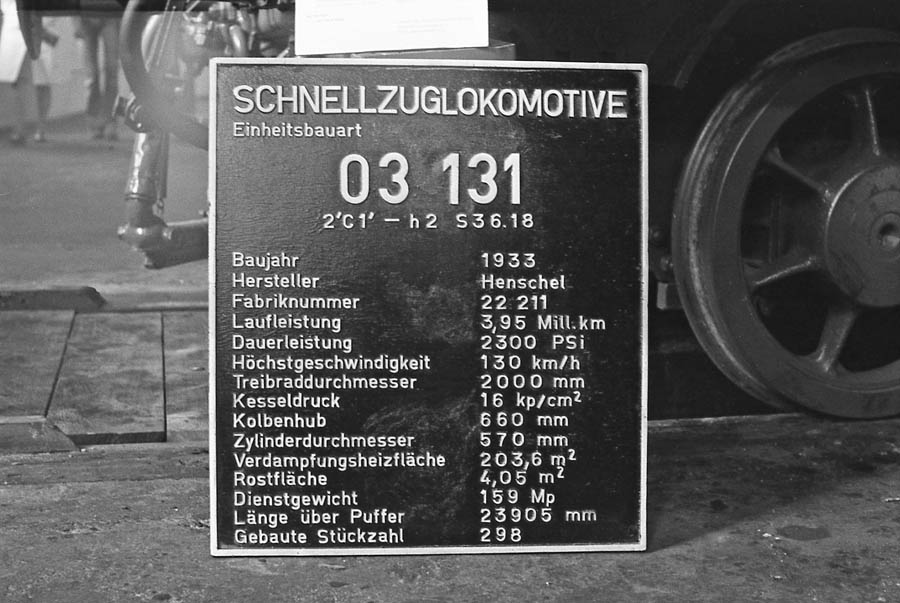 SCHNELLZUGLOKOMOTIVE
Einheitsbauart
03 131
2'C1' – h2 S36.18
Baujahr 1933
Hersteller Henschel
Fabriknummer 22 211
Laufleistung 3,95 Mill.km
Dauerleistung 2300 PSi
Höchstgeschwindigkeit 130 km/h
Treibraddurchmesser 2000 mm
Kesseldruck 16 kp/cm²
Kolbenhub 660 mm
Zylinderdurchmesser 570 mm
Verdampfungsheizfläche 203,6 m²
Rostfläche 4,05 m²
Dienstgewicht 159 Mp
Länge über Puffer 23905 mm
Gebaute Stückzahl 298